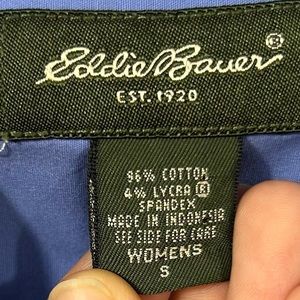 Eddie Bauer®
EST. 1920
96% COTTON
4% LYCRA ®
SPANDEX
MADE IN INDONESIA
SEE SIDE FOR CARE
WOMENS
S